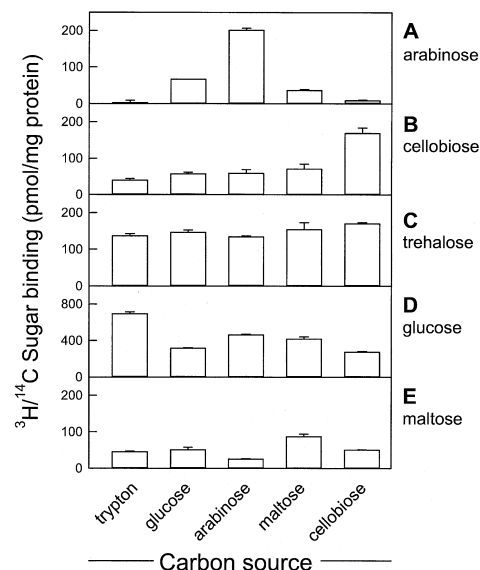 200
100
0
A
arabinose
200
100
0
B
cellobiose
200
100
0
C
trehalose
800
400
0
D
glucose
200
100
0
E
maltose
³H/¹⁴C Sugar binding (pmol/mg protein)
trypton
glucose
arabinose
maltose
cellobiose
Carbon source